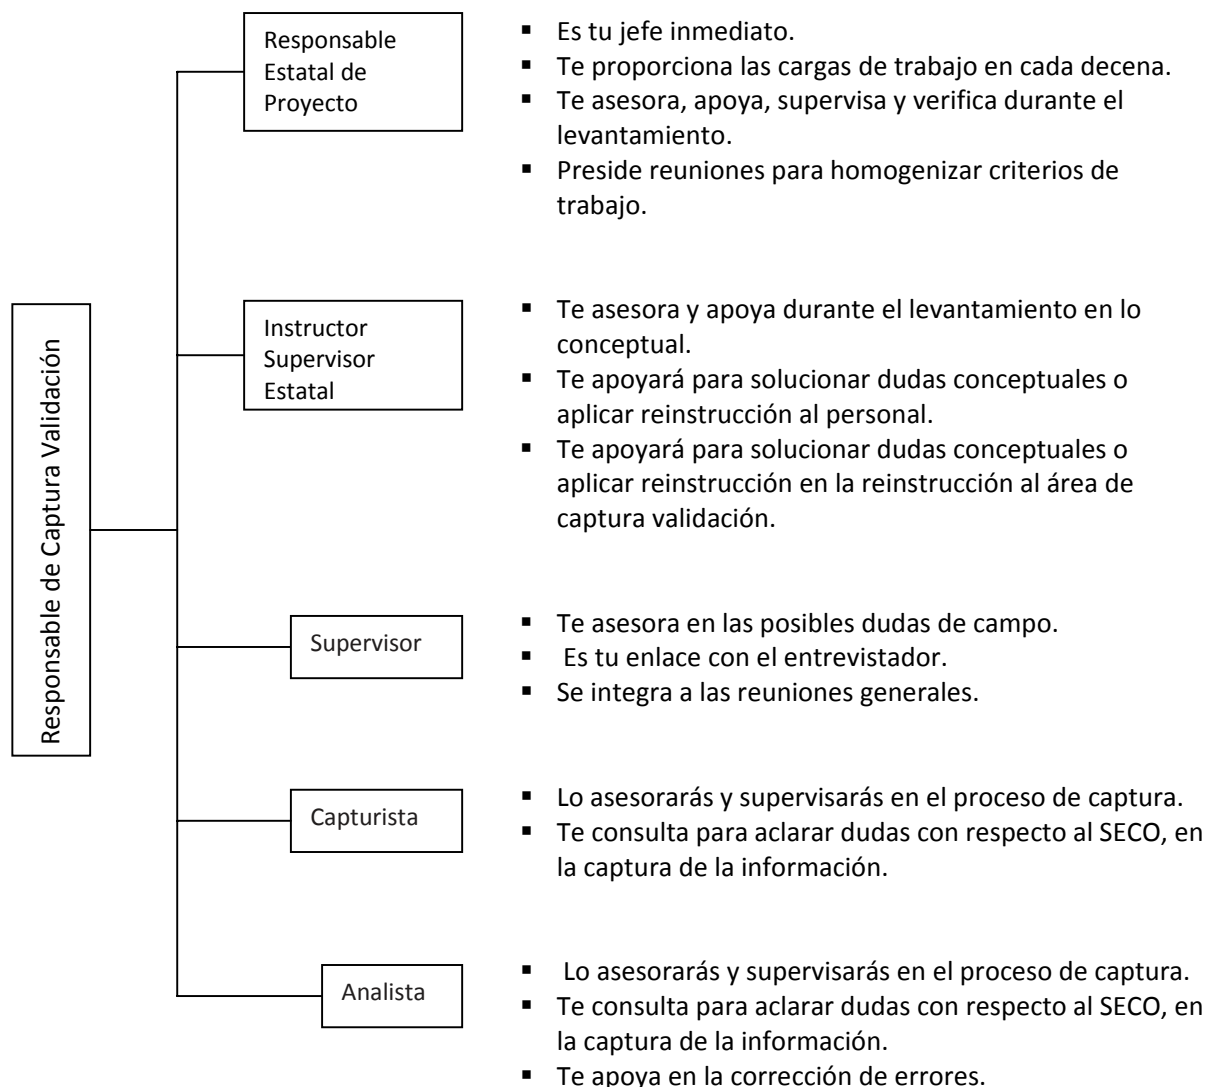 Responsable de Captura Validación
Responsable
Estatal de
Proyecto
▪ Es tu jefe inmediato.
▪ Te proporciona las cargas de trabajo en cada decena.
▪ Te asesora, apoya, supervisa y verifica durante el
levantamiento.
▪ Preside reuniones para homogenizar criterios de
trabajo.
Instructor
Supervisor
Estatal
▪ Te asesora y apoya durante el levantamiento en lo
conceptual.
▪ Te apoyará para solucionar dudas conceptuales o
aplicar reinstrucción al personal.
▪ Te apoyará para solucionar dudas conceptuales o
aplicar reinstrucción en la reinstrucción al área de
captura validación.
Supervisor
▪ Te asesora en las posibles dudas de campo.
▪ Es tu enlace con el entrevistador.
▪ Se integra a las reuniones generales.
Capturista
▪ Lo asesorarás y supervisarás en el proceso de captura.
▪ Te consulta para aclarar dudas con respecto al SECO, en
la captura de la información.
Analista
▪ Lo asesorarás y supervisarás en el proceso de captura.
▪ Te consulta para aclarar dudas con respecto al SECO, en
la captura de la información.
▪ Te apoya en la corrección de errores.